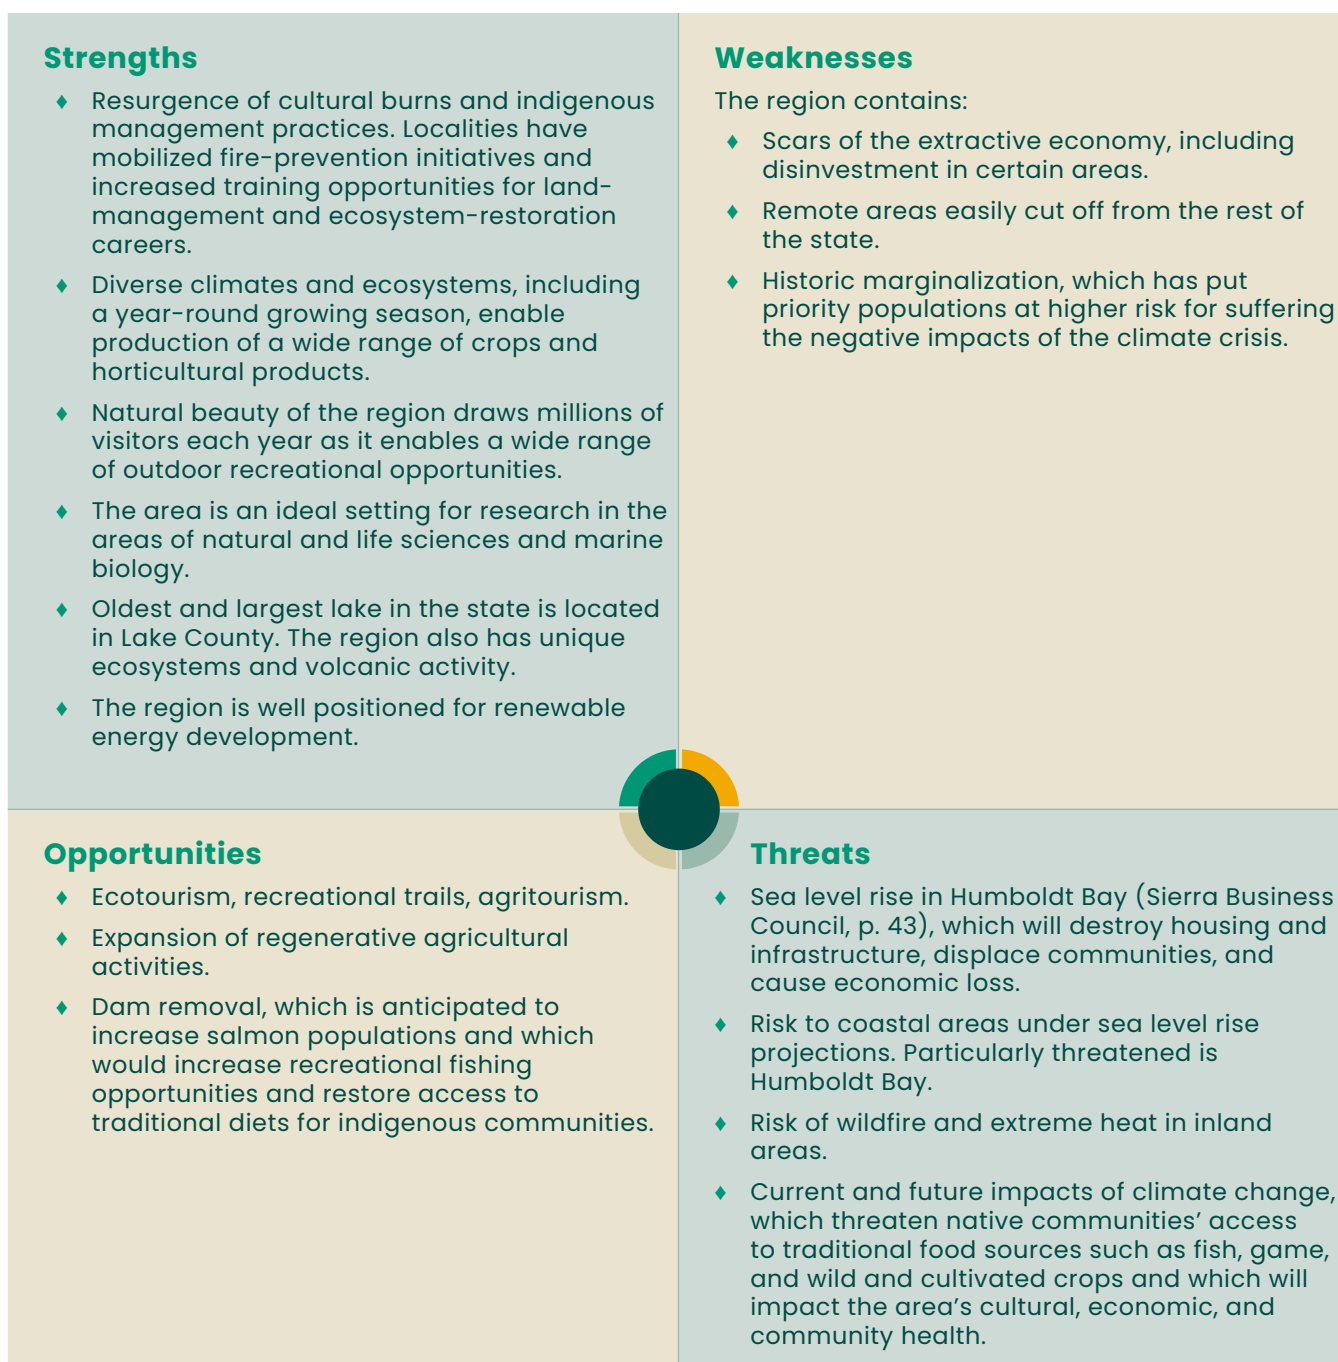 Strengths
♦ Resurgence of cultural burns and indigenous
management practices. Localities have
mobilized fire-prevention initiatives and
increased training opportunities for land-
management and ecosystem-restoration
careers.
♦ Diverse climates and ecosystems, including
a year-round growing season, enable
production of a wide range of crops and
horticultural products.
♦ Natural beauty of the region draws millions of
visitors each year as it enables a wide range
of outdoor recreational opportunities.
♦ The area is an ideal setting for research in the
areas of natural and life sciences and marine
biology.
♦ Oldest and largest lake in the state is located
in Lake County. The region also has unique
ecosystems and volcanic activity.
♦ The region is well positioned for renewable
energy development.
Weaknesses
The region contains:
♦ Scars of the extractive economy, including
disinvestment in certain areas.
♦ Remote areas easily cut off from the rest of
the state.
♦ Historic marginalization, which has put
priority populations at higher risk for suffering
the negative impacts of the climate crisis.
Opportunities
♦ Ecotourism, recreational trails, agritourism.
♦ Expansion of regenerative agricultural
activities.
♦ Dam removal, which is anticipated to
increase salmon populations and which
would increase recreational fishing
opportunities and restore access to
traditional diets for indigenous communities.
Threats
♦ Sea level rise in Humboldt Bay (Sierra Business
Council, p. 43), which will destroy housing and
infrastructure, displace communities, and
cause economic loss.
♦ Risk to coastal areas under sea level rise
projections. Particularly threatened is
Humboldt Bay.
♦ Risk of wildfire and extreme heat in inland
areas.
♦ Current and future impacts of climate change,
which threaten native communities’ access
to traditional food sources such as fish, game,
and wild and cultivated crops and which will
impact the area’s cultural, economic, and
community health.